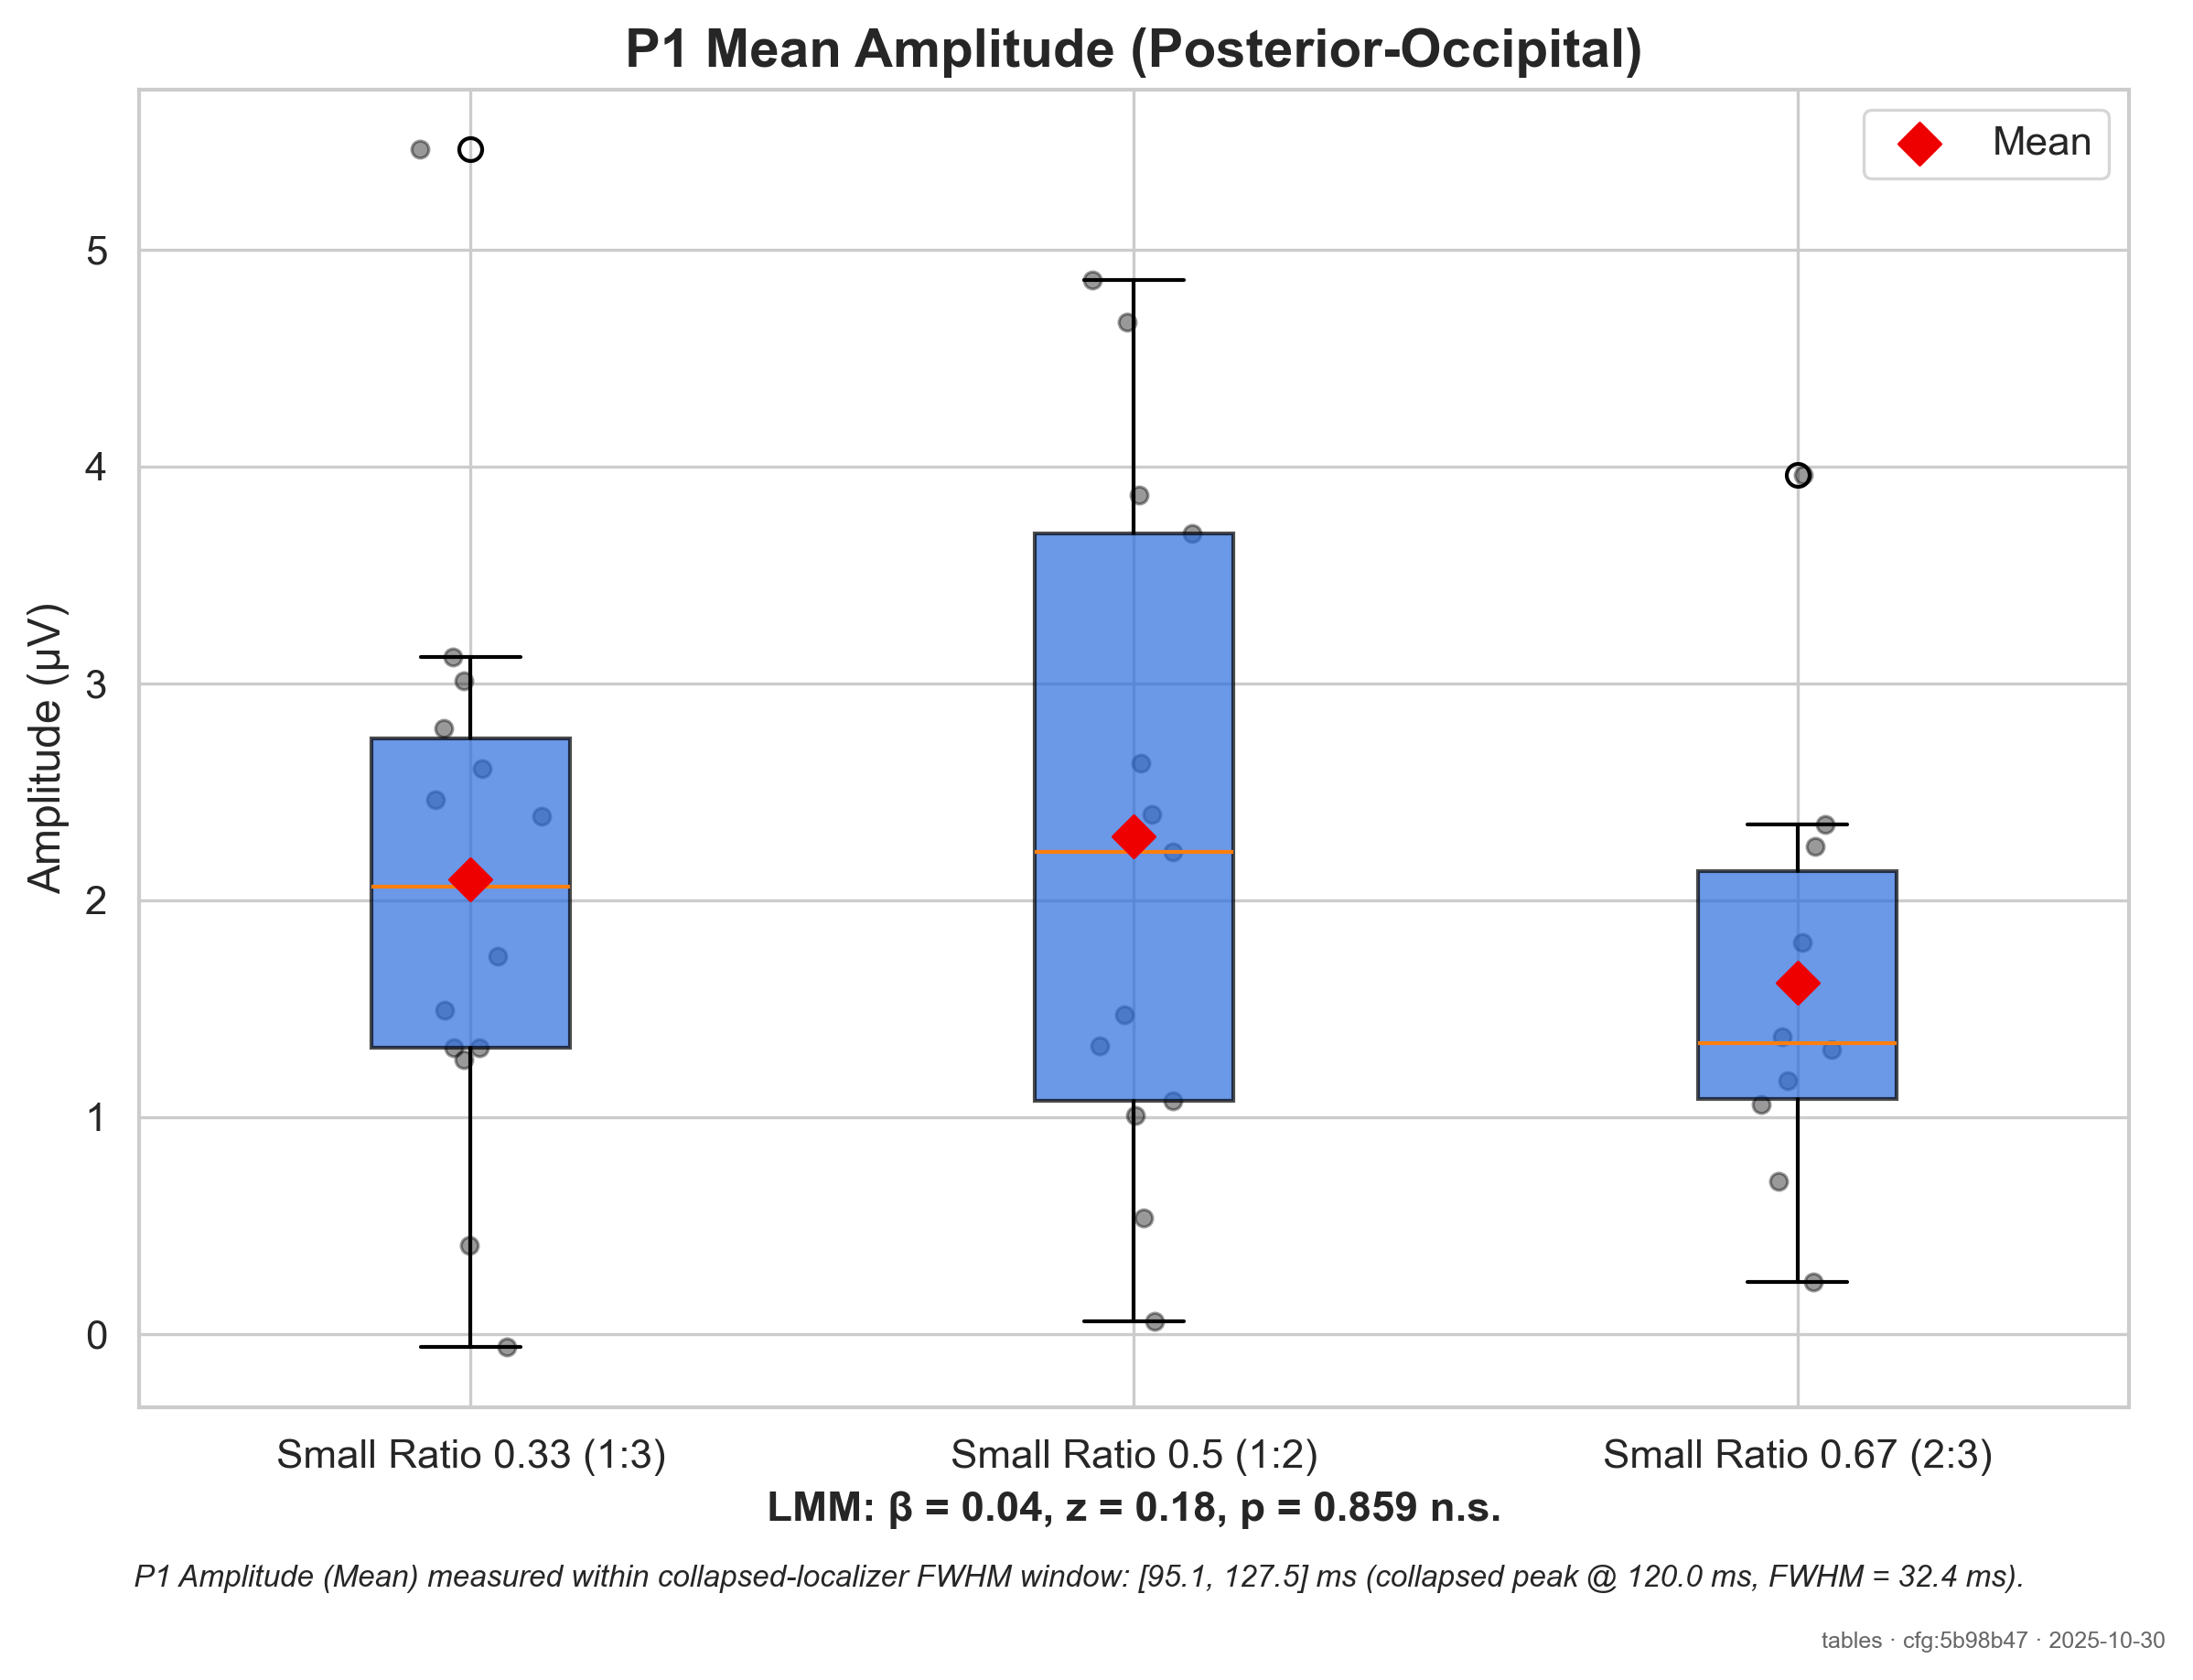 P1 Mean Amplitude (Posterior-Occipital)
Mean
Amplitude (µV)
5
4
3
2
1
0
Small Ratio 0.33 (1:3)
Small Ratio 0.5 (1:2)
Small Ratio 0.67 (2:3)
LMM: β = 0.04, z = 0.18, p = 0.859 n.s.
P1 Amplitude (Mean) measured within collapsed-localizer FWHM window: [95.1, 127.5] ms (collapsed peak @ 120.0 ms, FWHM = 32.4 ms).
tables · cfg:5b98b47 · 2025-10-30